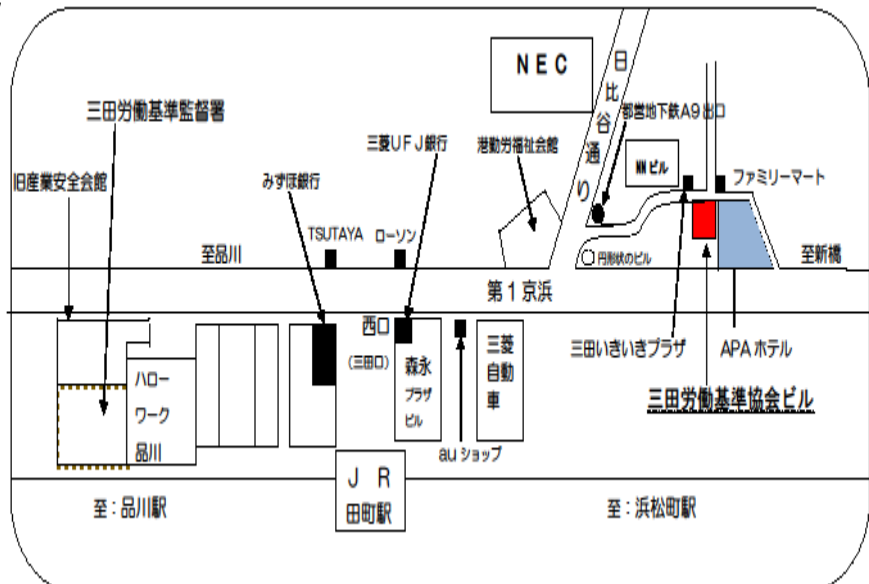 NEC
日比谷通り
三田労働基準監督署
都営地下鉄A9出口
三菱UFJ銀行
港勤労福祉会館
NNビル
旧産業安全会館
みずほ銀行
ファミリーマート
TSUTAYA
ローソン
至品川
円形状のビル
至新橋
第1京浜
西口
(三田口)
三田いきいきプラザ
APAホテル
三菱自動車
森永
プラザ
ビル
ハロー
ワーク
品川
三田労働基準協会ビル
auショップ
JR
田町駅
至:品川駅
至:浜松町駅